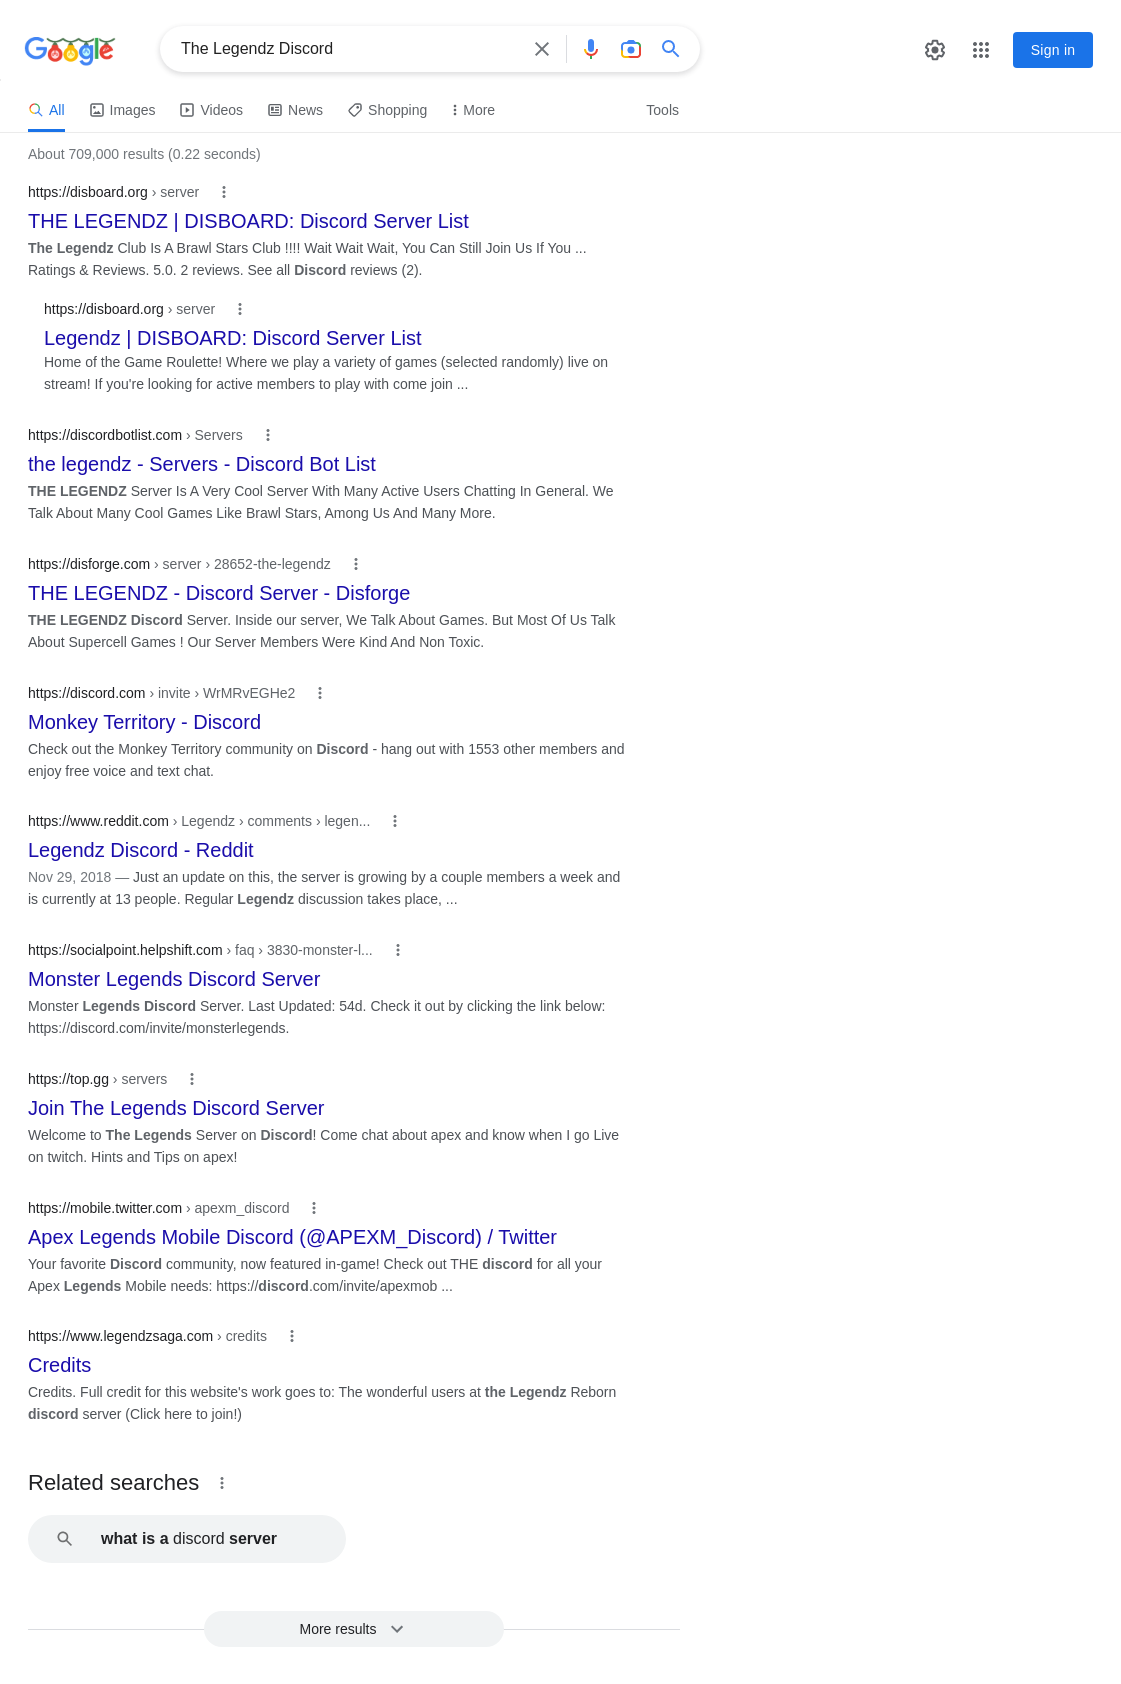 Google
The Legendz Discord
Sign in
All
Images
Videos
News
Shopping
More
Tools
About 709,000 results (0.22 seconds)
https://disboard.org › server
THE LEGENDZ | DISBOARD: Discord Server List
The Legendz Club Is A Brawl Stars Club !!!! Wait Wait Wait, You Can Still Join Us If You ...
Ratings & Reviews. 5.0. 2 reviews. See all Discord reviews (2).
https://disboard.org › server
Legendz | DISBOARD: Discord Server List
Home of the Game Roulette! Where we play a variety of games (selected randomly) live on
stream! If you're looking for active members to play with come join ...
https://discordbotlist.com › Servers
the legendz - Servers - Discord Bot List
THE LEGENDZ Server Is A Very Cool Server With Many Active Users Chatting In General. We
Talk About Many Cool Games Like Brawl Stars, Among Us And Many More.
https://disforge.com › server › 28652-the-legendz
THE LEGENDZ - Discord Server - Disforge
THE LEGENDZ Discord Server. Inside our server, We Talk About Games. But Most Of Us Talk
About Supercell Games ! Our Server Members Were Kind And Non Toxic.
https://discord.com › invite › WrMRvEGHe2
Monkey Territory - Discord
Check out the Monkey Territory community on Discord - hang out with 1553 other members and
enjoy free voice and text chat.
https://www.reddit.com › Legendz › comments › legen...
Legendz Discord - Reddit
Nov 29, 2018 — Just an update on this, the server is growing by a couple members a week and
is currently at 13 people. Regular Legendz discussion takes place, ...
https://socialpoint.helpshift.com › faq › 3830-monster-l...
Monster Legends Discord Server
Monster Legends Discord Server. Last Updated: 54d. Check it out by clicking the link below:
https://discord.com/invite/monsterlegends.
https://top.gg › servers
Join The Legends Discord Server
Welcome to The Legends Server on Discord! Come chat about apex and know when I go Live
on twitch. Hints and Tips on apex!
https://mobile.twitter.com › apexm_discord
Apex Legends Mobile Discord (@APEXM_Discord) / Twitter
Your favorite Discord community, now featured in-game! Check out THE discord for all your
Apex Legends Mobile needs: https://discord.com/invite/apexmob ...
https://www.legendzsaga.com › credits
Credits
Credits. Full credit for this website's work goes to: The wonderful users at the Legendz Reborn
discord server (Click here to join!)
Related searches
what is a discord server
More results